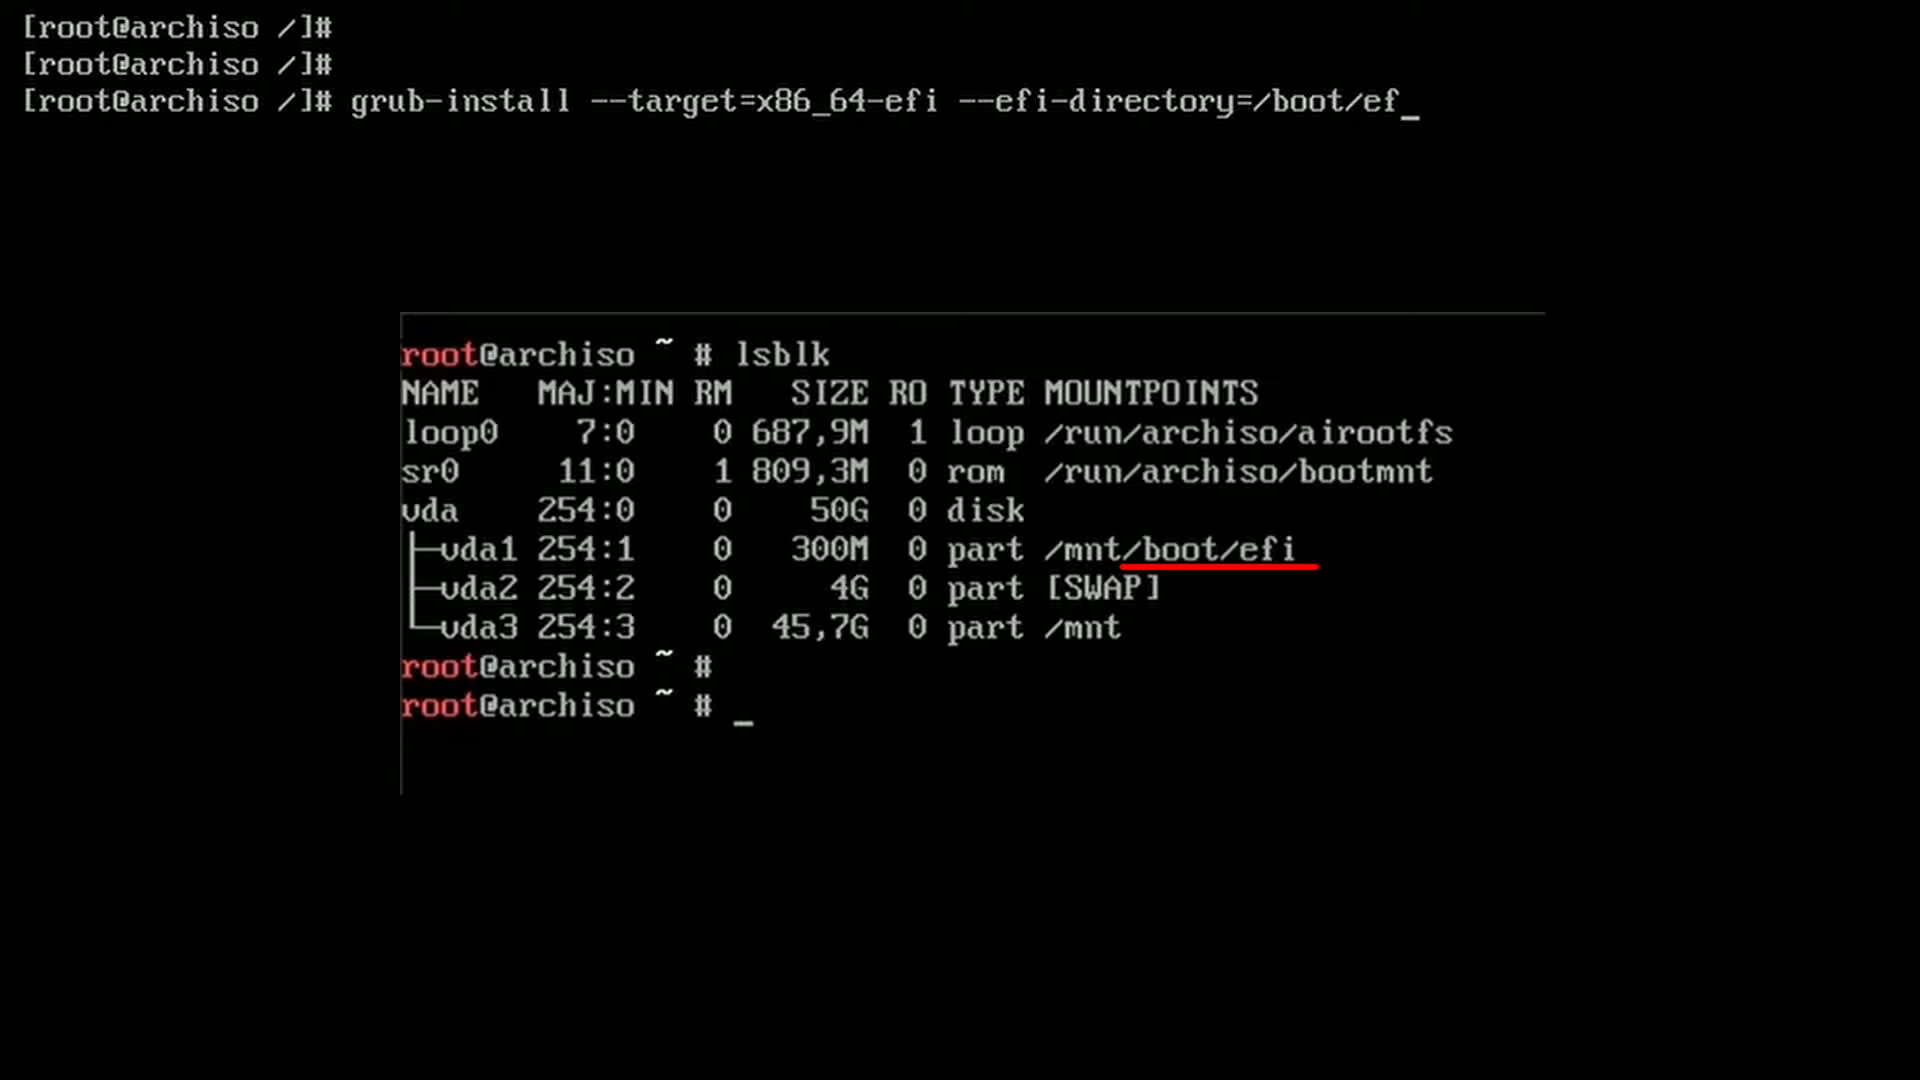 [root@archiso /]#
[root@archiso /]#
[root@archiso /]# grub-install --target=x86_64-efi --efi-directory=/boot/ef_
root@archiso ~ # lsblk
NAME   MAJ:MIN RM   SIZE RO TYPE MOUNTPOINTS
loop0    7:0    0 687,9M  1 loop /run/archiso/airootfs
sr0     11:0    1 809,3M  0 rom  /run/archiso/bootmnt
vda    254:0    0    50G  0 disk
├─vda1 254:1    0   300M  0 part /mnt/boot/efi
├─vda2 254:2    0     4G  0 part [SWAP]
└─vda3 254:3    0  45,7G  0 part /mnt
root@archiso ~ #
root@archiso ~ # _